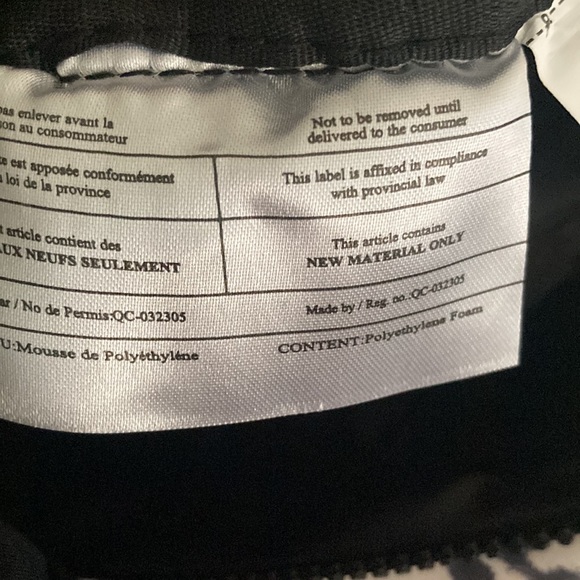 pas enlever avant la
on au consommateur
Not to be removed until
delivered to the consumer
e est apposée conformément
loi de la province
This label is affixed in compliance
with provincial law
article contient des
UX NEUFS SEULEMENT
This article contains
NEW MATERIAL ONLY
ar / No de Permis:QC-032305
Made by / Reg. no.:QC-032305
U:Mousse de Polyéthyléne
CONTENT:Polyethylene Foam